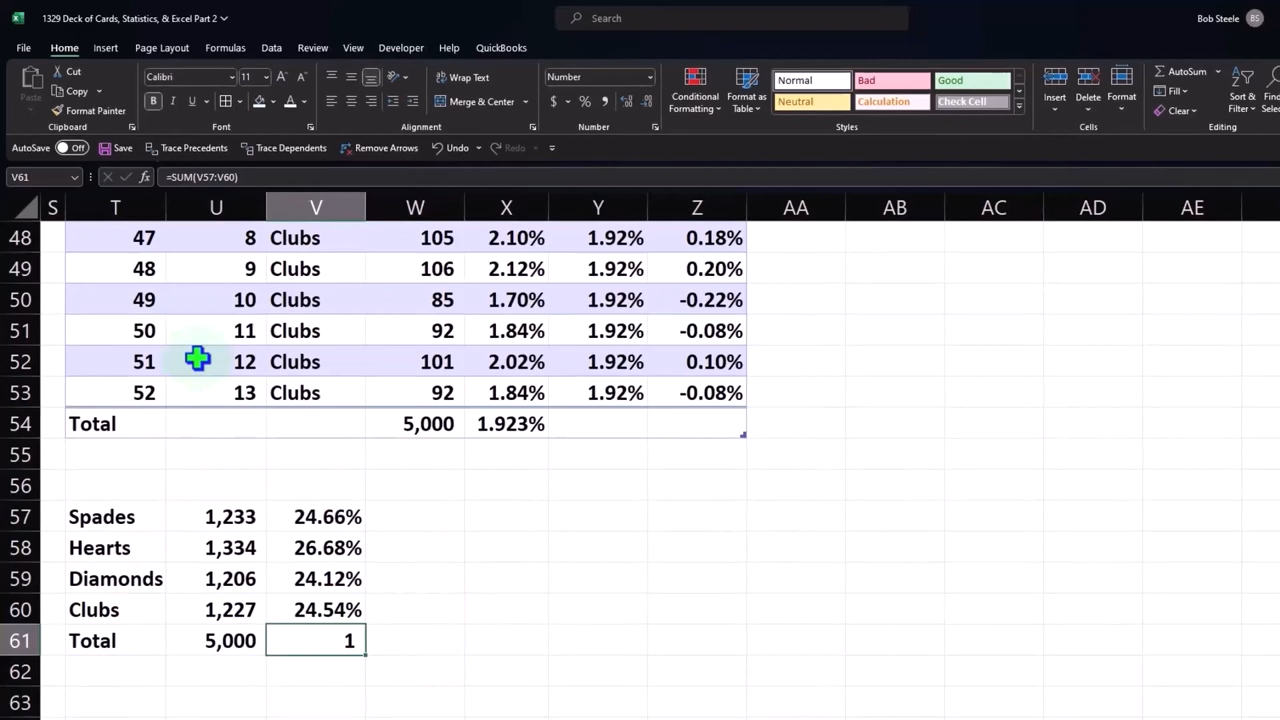 1329 Deck of Cards, Statistics, & Excel Part 2
Search
Bob Steele BS
File Home Insert Page Layout Formulas Data Review View Developer Help QuickBooks
Paste Cut Copy Format Painter Clipboard
Calibri 11 A A B I U A Font
Wrap Text Merge & Center Alignment
Number $ % Number
Conditional Formatting Format as Table Normal Bad Good Neutral Calculation Check Cell Styles
Insert Delete Format Cells
AutoSum Fill Clear Sort & Filter Editing
AutoSave Off Save Trace Precedents Trace Dependents Remove Arrows Undo Redo
V61 fx =SUM(V57:V60)
S T U V W X Y Z AA AB AC AD AE
48 47 8 Clubs 105 2.10% 1.92% 0.18%
49 48 9 Clubs 106 2.12% 1.92% 0.20%
50 49 10 Clubs 85 1.70% 1.92% -0.22%
51 50 11 Clubs 92 1.84% 1.92% -0.08%
52 51 12 Clubs 101 2.02% 1.92% 0.10%
53 52 13 Clubs 92 1.84% 1.92% -0.08%
54 Total 5,000 1.923%
55
56
57 Spades 1,233 24.66%
58 Hearts 1,334 26.68%
59 Diamonds 1,206 24.12%
60 Clubs 1,227 24.54%
61 Total 5,000 1
62
63